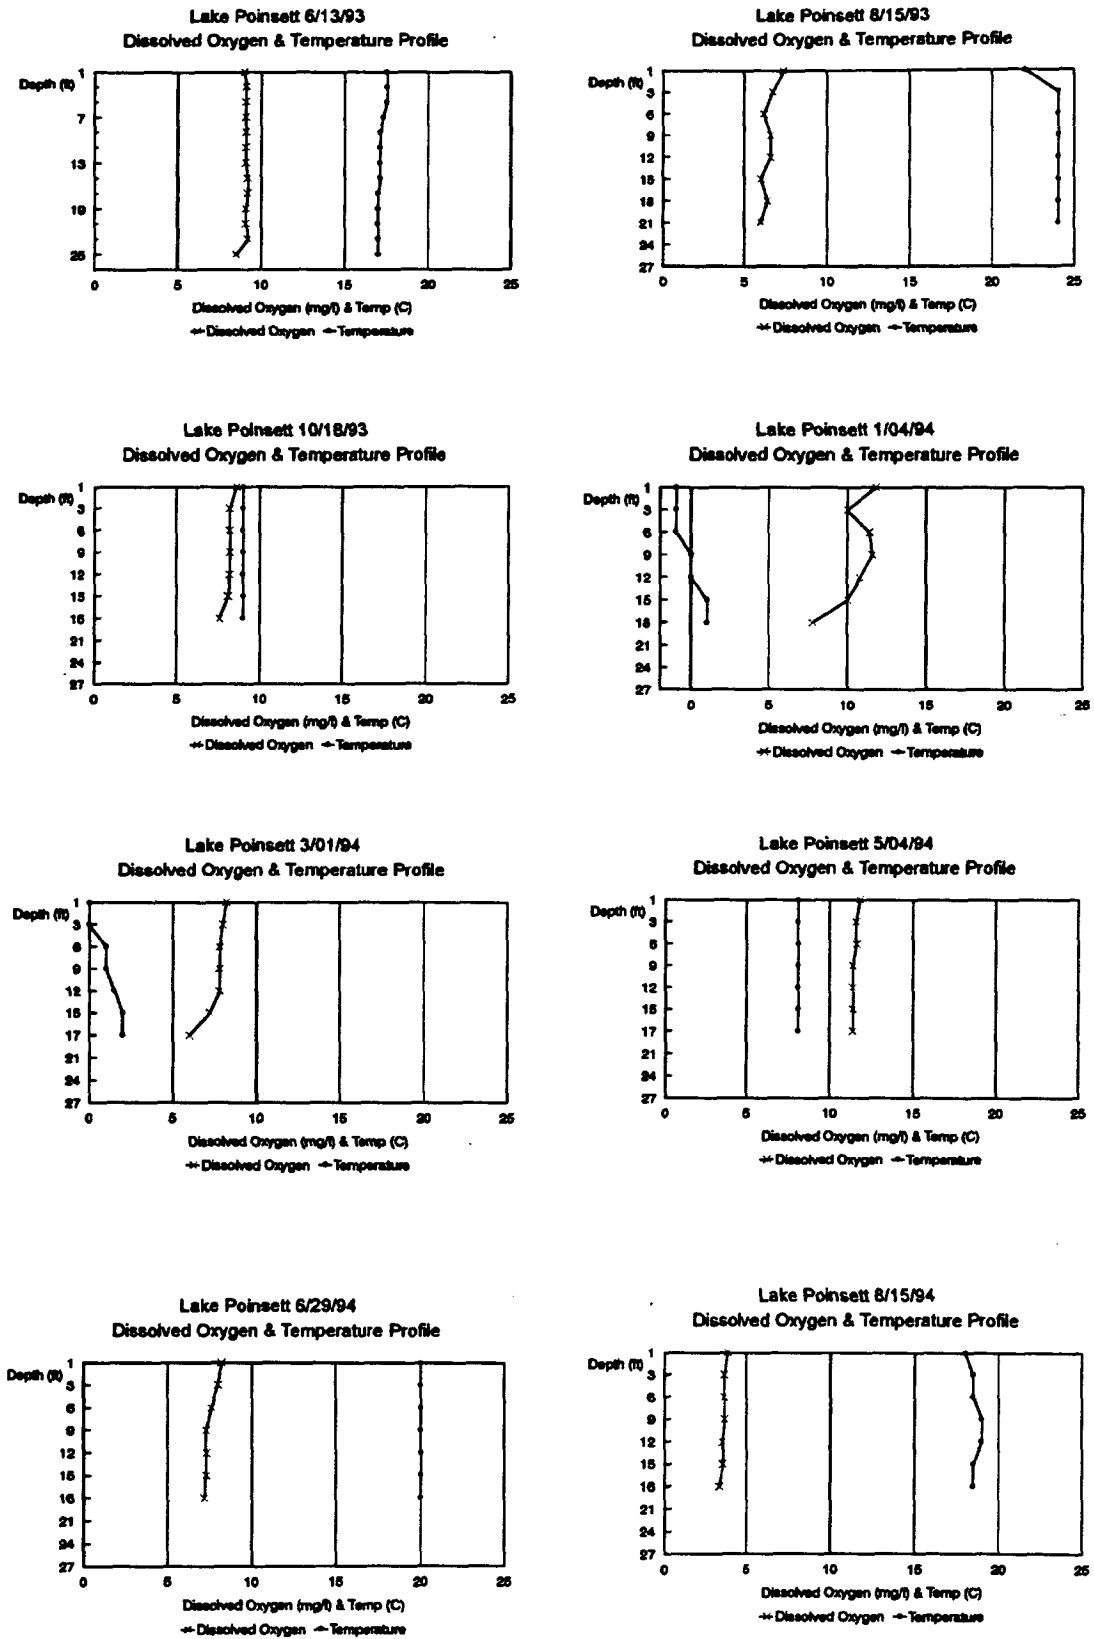 Lake Poinsett 6/13/93
Dissolved Oxygen & Temperature Profile
Depth (ft)
1
7
13
19
25
0 5 10 15 20 25
Dissolved Oxygen (mg/l) & Temp (C)
Dissolved Oxygen Temperature
Lake Poinsett 8/15/93
Dissolved Oxygen & Temperature Profile
Depth (ft)
1
3
6
9
12
15
18
21
24
27
0 5 10 15 20 25
Dissolved Oxygen (mg/l) & Temp (C)
Dissolved Oxygen Temperature
Lake Poinsett 10/18/93
Dissolved Oxygen & Temperature Profile
Depth (ft)
1
3
6
9
12
15
16
21
24
27
0 5 10 15 20 25
Dissolved Oxygen (mg/l) & Temp (C)
Dissolved Oxygen Temperature
Lake Poinsett 1/04/94
Dissolved Oxygen & Temperature Profile
Depth (ft)
1
3
6
9
12
15
18
21
24
27
0 5 10 15 20 25
Dissolved Oxygen (mg/l) & Temp (C)
Dissolved Oxygen Temperature
Lake Poinsett 3/01/94
Dissolved Oxygen & Temperature Profile
Depth (ft)
1
3
6
9
12
15
17
21
24
27
0 5 10 15 20 25
Dissolved Oxygen (mg/l) & Temp (C)
Dissolved Oxygen Temperature
Lake Poinsett 5/04/94
Dissolved Oxygen & Temperature Profile
Depth (ft)
1
3
6
9
12
15
17
21
24
27
0 5 10 15 20 25
Dissolved Oxygen (mg/l) & Temp (C)
Dissolved Oxygen Temperature
Lake Poinsett 6/29/94
Dissolved Oxygen & Temperature Profile
Depth (ft)
1
3
6
9
12
15
16
21
24
27
0 5 10 15 20 25
Dissolved Oxygen (mg/l) & Temp (C)
Dissolved Oxygen Temperature
Lake Poinsett 8/15/94
Dissolved Oxygen & Temperature Profile
Depth (ft)
1
3
6
9
12
15
16
21
24
27
0 5 10 15 20 25
Dissolved Oxygen (mg/l) & Temp (C)
Dissolved Oxygen Temperature